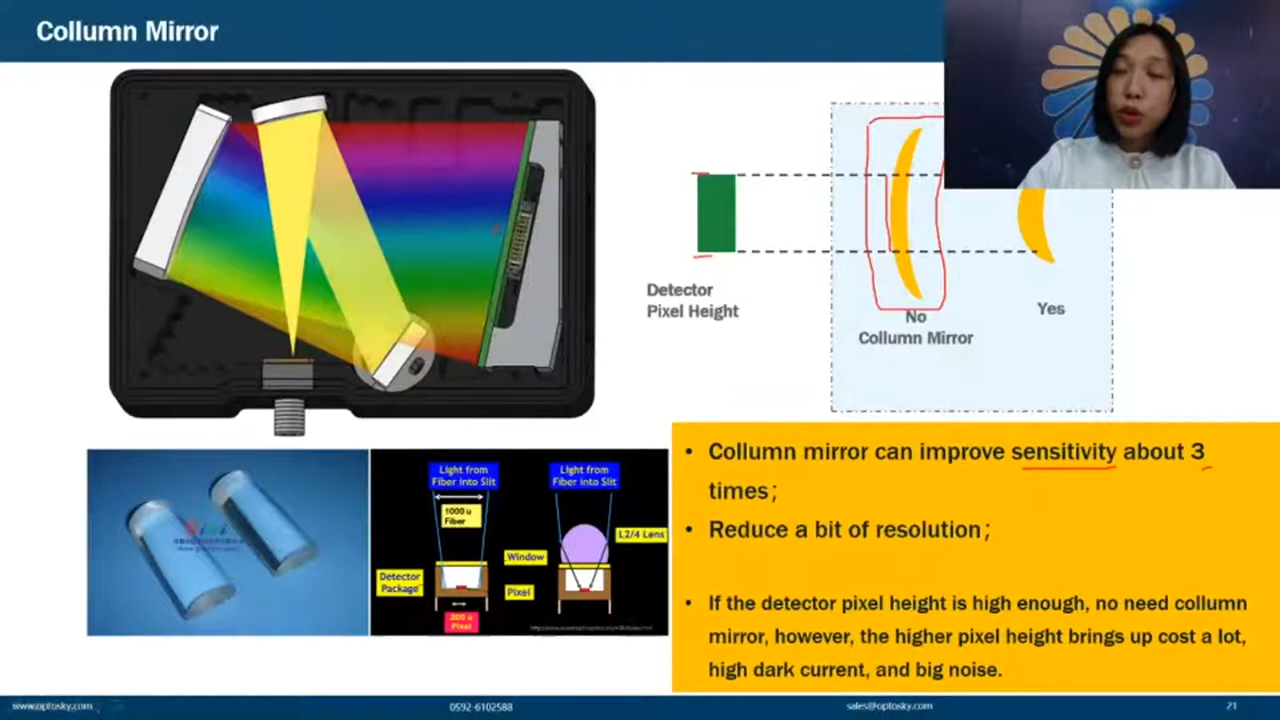 Collumn Mirror
Detector
Pixel Height
No
Collumn Mirror
Yes
Light from
Fiber into Slit
Light from
Fiber into Slit
1000 u
Fiber
L2/4 Lens
Window
Detector
Package
Pixel
200 u
Pixel
• Collumn mirror can improve sensitivity about 3
times;
• Reduce a bit of resolution;
• If the detector pixel height is high enough, no need collumn
mirror, however, the higher pixel height brings up cost a lot,
high dark current, and big noise.
www.optosky.com
0592-6102588
sales@optosky.com
21